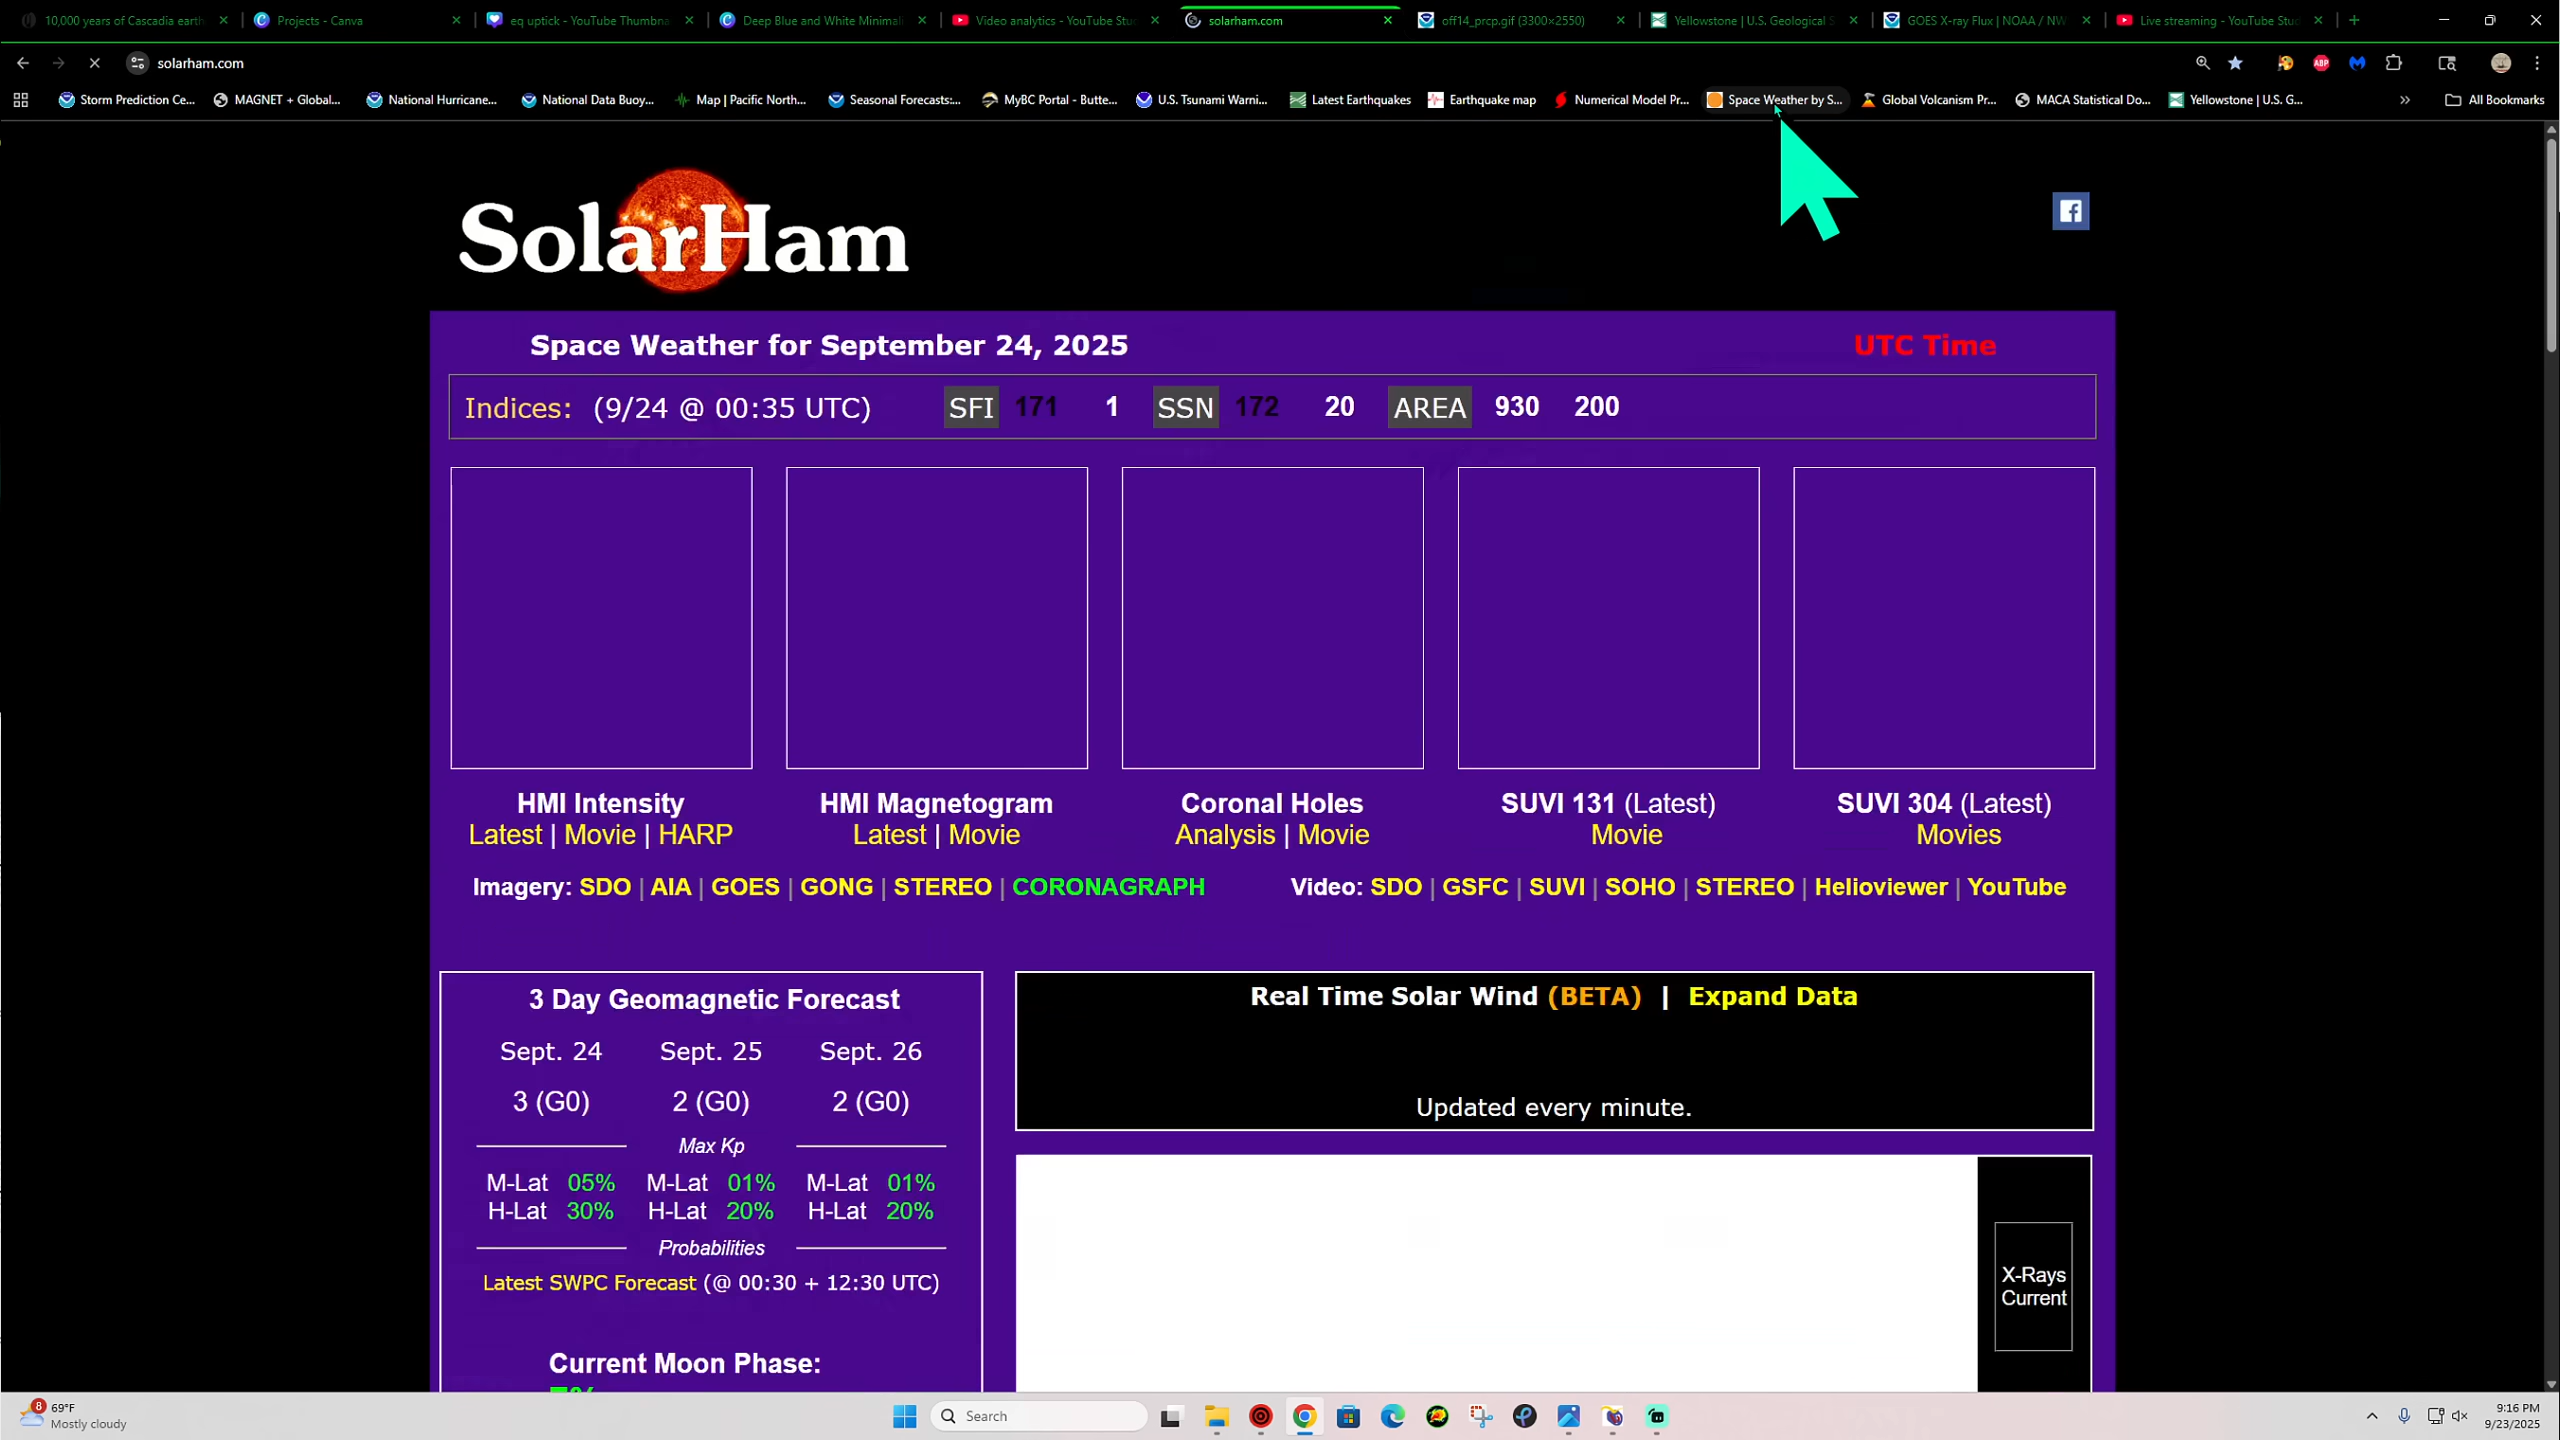 10,000 years of Cascadia earth
Projects - Canva
eq uptick - YouTube Thumbna
Deep Blue and White Minimali
Video analytics - YouTube Stu
solarham.com
off14_prcp.gif (3300×2550)
Yellowstone | U.S. Geological S
GOES X-ray Flux | NOAA / NW
Live streaming - YouTube Stud
solarham.com
Storm Prediction Ce...
MAGNET + Global...
National Hurricane...
National Data Buoy...
Map | Pacific North...
Seasonal Forecasts:...
MyBC Portal - Butte...
U.S. Tsunami Warni...
Latest Earthquakes
Earthquake map
Numerical Model Pr...
Space Weather by S...
Global Volcanism Pr...
MACA Statistical Do...
Yellowstone | U.S. G...
All Bookmarks
SolarHam
Space Weather for September 24, 2025
UTC Time
Indices: (9/24 @ 00:35 UTC) SFI 171 1 SSN 172 20 AREA 930 200
HMI Intensity
Latest | Movie | HARP
HMI Magnetogram
Latest | Movie
Coronal Holes
Analysis | Movie
SUVI 131 (Latest)
Movie
SUVI 304 (Latest)
Movies
Imagery: SDO | AIA | GOES | GONG | STEREO | CORONAGRAPH
Video: SDO | GSFC | SUVI | SOHO | STEREO | Helioviewer | YouTube
3 Day Geomagnetic Forecast
Sept. 24 Sept. 25 Sept. 26
3 (G0) 2 (G0) 2 (G0)
Max Kp
M-Lat 05% M-Lat 01% M-Lat 01%
H-Lat 30% H-Lat 20% H-Lat 20%
Probabilities
Latest SWPC Forecast (@ 00:30 + 12:30 UTC)
Current Moon Phase:
Real Time Solar Wind (BETA) | Expand Data
Updated every minute.
X-Rays
Current
8
69°F
Mostly cloudy
Search
9:16 PM
9/23/2025